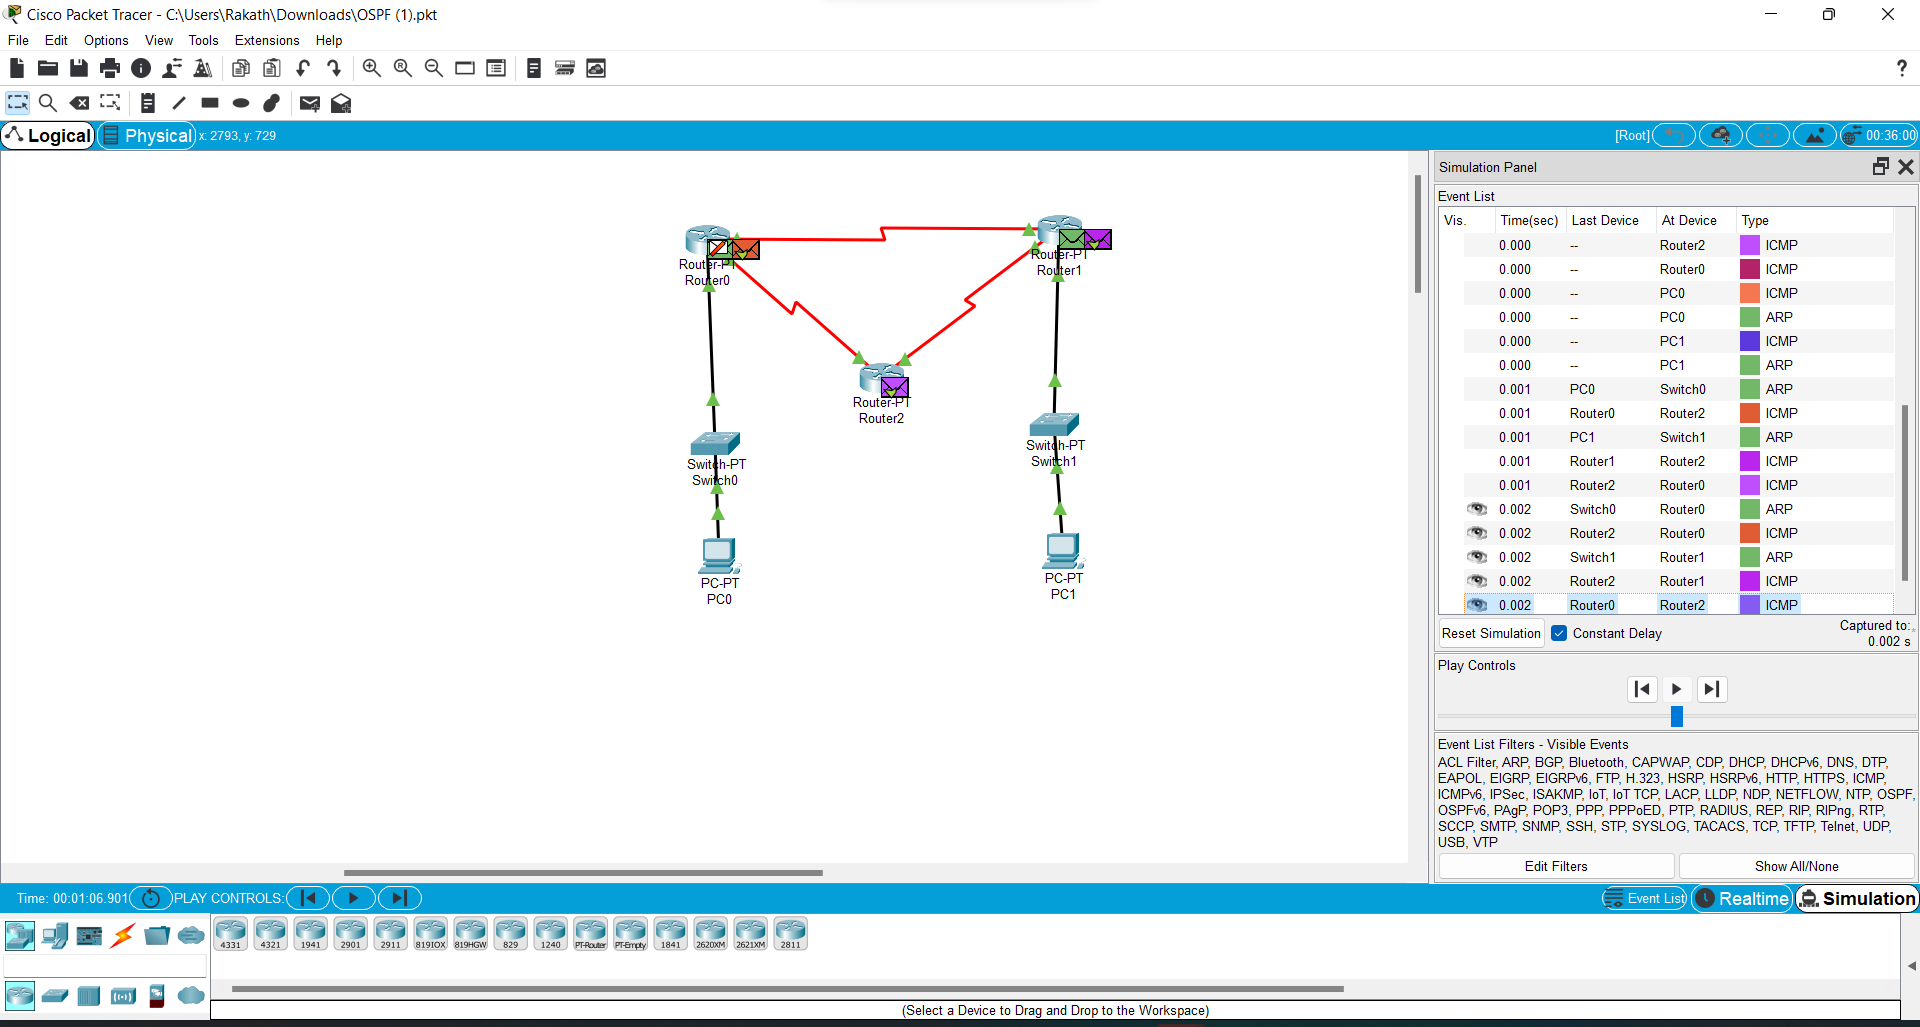 Cisco Packet Tracer - C:\Users\Rakath\Downloads\OSPF (1).pkt
File Edit Options View Tools Extensions Help
?
Logical Physical x: 2793, y: 729 [Root] 00:36:00
Simulation Panel
Event List
Vis. Time(sec) Last Device At Device Type
0.000 -- Router2 ICMP
0.000 -- Router0 ICMP
0.000 -- PC0 ICMP
0.000 -- PC0 ARP
0.000 -- PC1 ICMP
0.000 -- PC1 ARP
0.001 PC0 Switch0 ARP
0.001 Router0 Router2 ICMP
0.001 PC1 Switch1 ARP
0.001 Router1 Router2 ICMP
0.001 Router2 Router0 ICMP
0.002 Switch0 Router0 ARP
0.002 Router2 Router0 ICMP
0.002 Switch1 Router1 ARP
0.002 Router2 Router1 ICMP
0.002 Router0 Router2 ICMP
Router-PT
Router0
Router-PT
Router1
Router-PT
Router2
Switch-PT
Switch0
Switch-PT
Switch1
PC-PT
PC0
PC-PT
PC1
Reset Simulation Constant Delay Captured to:
0.002 s
Play Controls
Event List Filters - Visible Events
ACL Filter, ARP, BGP, Bluetooth, CAPWAP, CDP, DHCP, DHCPv6, DNS, DTP,
EAPOL, EIGRP, EIGRPv6, FTP, H.323, HSRP, HSRPv6, HTTP, HTTPS, ICMP,
ICMPv6, IPSec, ISAKMP, IoT, IoT TCP, LACP, LLDP, NDP, NETFLOW, NTP, OSPF,
OSPFv6, PAgP, POP3, PPP, PPPoED, PTP, RADIUS, REP, RIP, RIPng, RTP,
SCCP, SMTP, SNMP, SSH, STP, SYSLOG, TACACS, TCP, TFTP, Telnet, UDP,
USB, VTP
Edit Filters Show All/None
Time: 00:01:06.901 PLAY CONTROLS: Event List Realtime Simulation
4331 4321 1941 2901 2911 819IOX 819HGW 829 1240 PT-Router PT-Empty 1841 2620XM 2621XM 2811
(Select a Device to Drag and Drop to the Workspace)